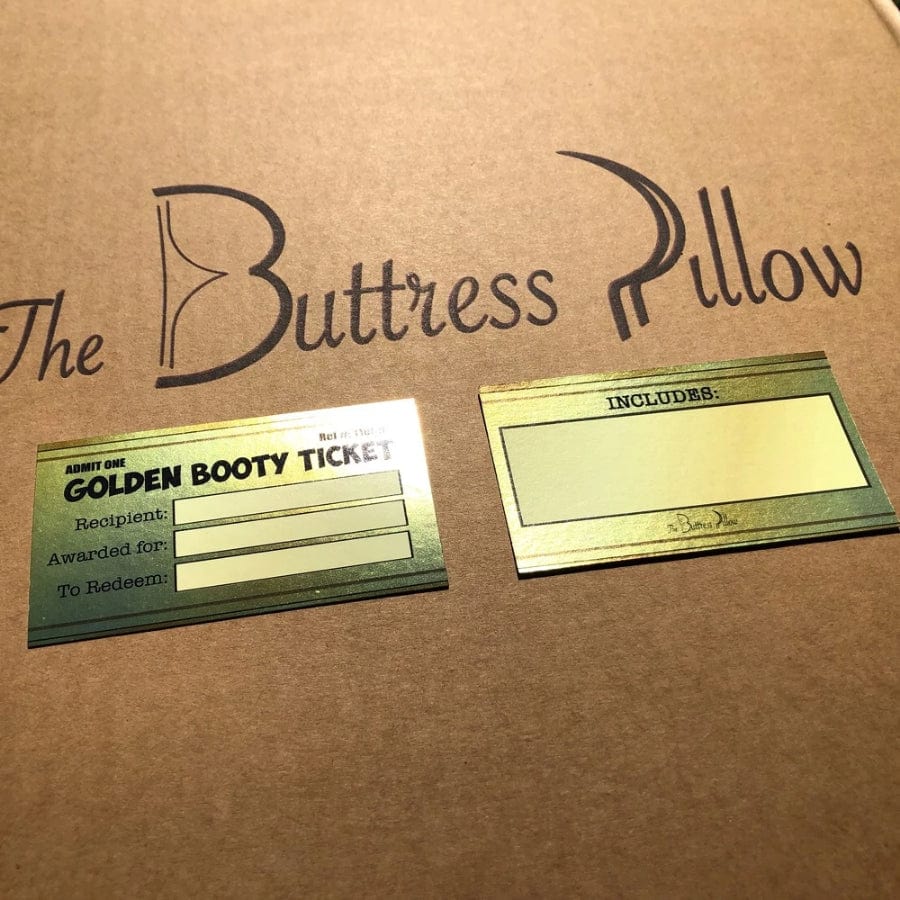 The Buttress Pillow
ADMIT ONE
GOLDEN BOOTY TICKET
Recipient:
Awarded for:
To Redeem:
INCLUDES:
The Buttress Pillow